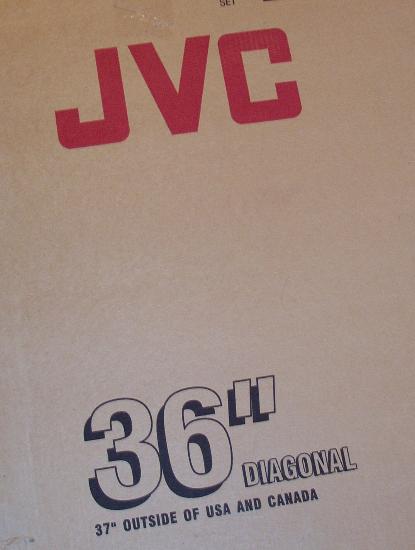 SET
JVC
36" DIAGONAL
37" OUTSIDE OF USA AND CANADA